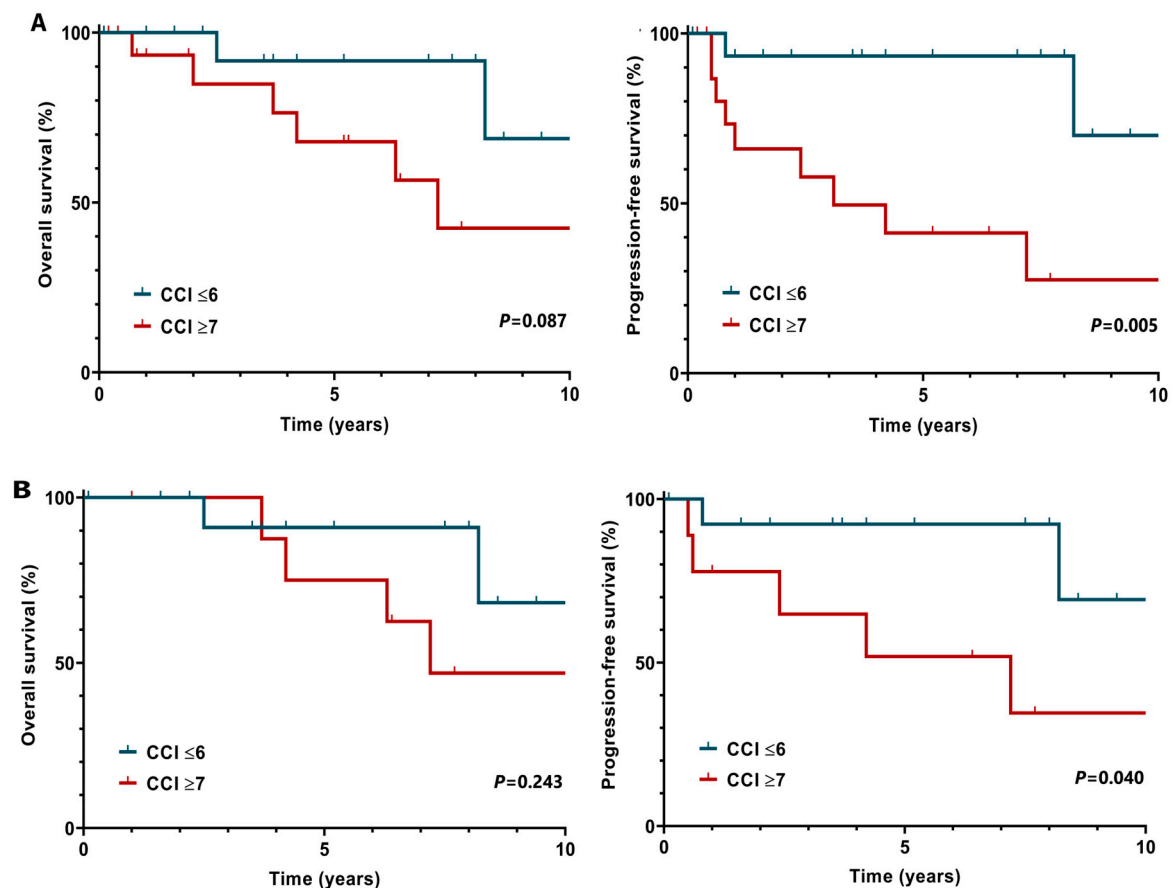 A
Overall survival (%)
100
50
0
0
5
10
Time (years)
CCI ≤6
CCI ≥7
P=0.087
Progression-free survival (%)
100
50
0
0
5
10
Time (years)
CCI ≤6
CCI ≥7
P=0.005
B
Overall survival (%)
100
50
0
0
5
10
Time (years)
CCI ≤6
CCI ≥7
P=0.243
Progression-free survival (%)
100
50
0
0
5
10
Time (years)
CCI ≤6
CCI ≥7
P=0.040